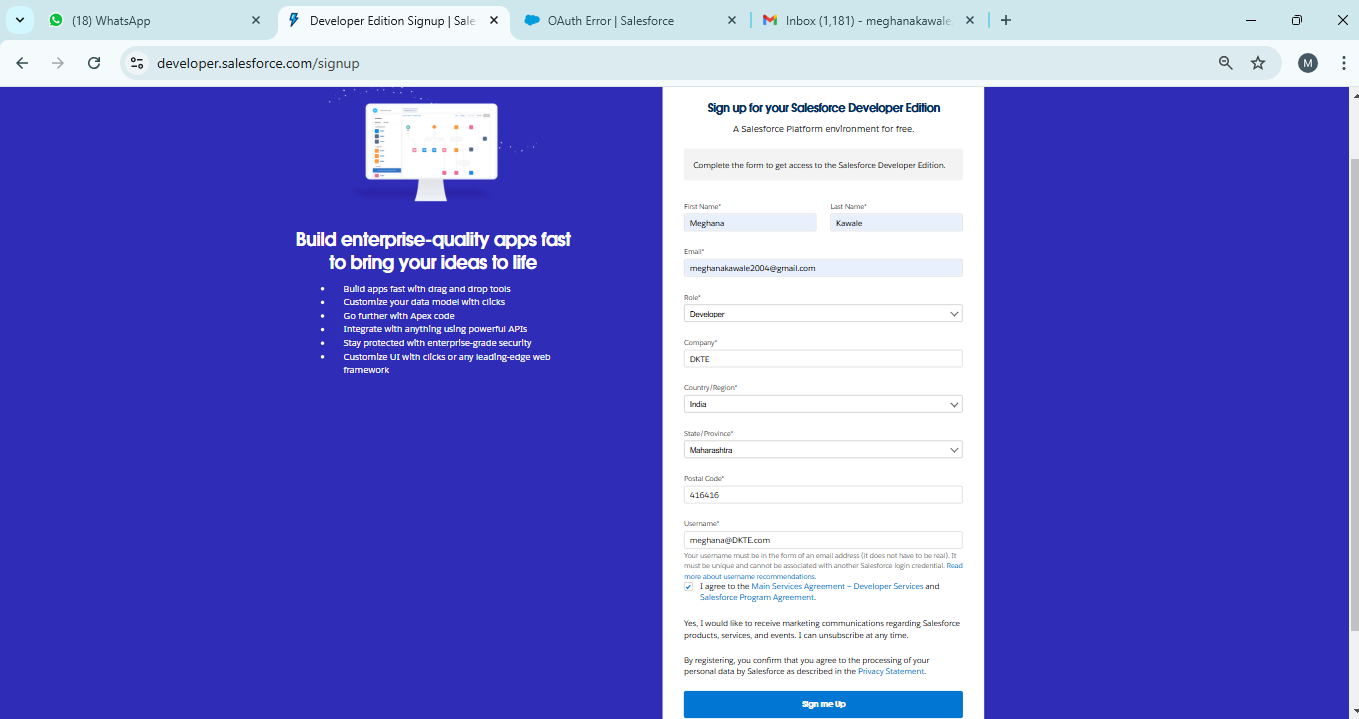 (18) WhatsApp
Developer Edition Signup | Sale
OAuth Error | Salesforce
Inbox (1,181) - meghanakawale
developer.salesforce.com/signup
M
Build enterprise-quality apps fast
to bring your ideas to life
• Build apps fast with drag and drop tools
• Customize your data model with clicks
• Go further with Apex code
• Integrate with anything using powerful APIs
• Stay protected with enterprise-grade security
• Customize UI with clicks or any leading-edge web
framework
Sign up for your Salesforce Developer Edition
A Salesforce Platform environment for free.
Complete the form to get access to the Salesforce Developer Edition.
First Name* Last Name*
Meghana Kawale
Email*
meghanakawale2004@gmail.com
Role*
Developer
Company*
DKTE
Country/Region*
India
State/Province*
Maharashtra
Postal Code*
416416
Username*
meghana@DKTE.com
Your username must be in the form of an email address (it does not have to be real). It
must be unique and cannot be associated with another Salesforce login credential. Read
more about username recommendations.
I agree to the Main Services Agreement – Developer Services and
Salesforce Program Agreement.
Yes, I would like to receive marketing communications regarding Salesforce
products, services, and events. I can unsubscribe at any time.
By registering, you confirm that you agree to the processing of your
personal data by Salesforce as described in the Privacy Statement.
Sign me Up